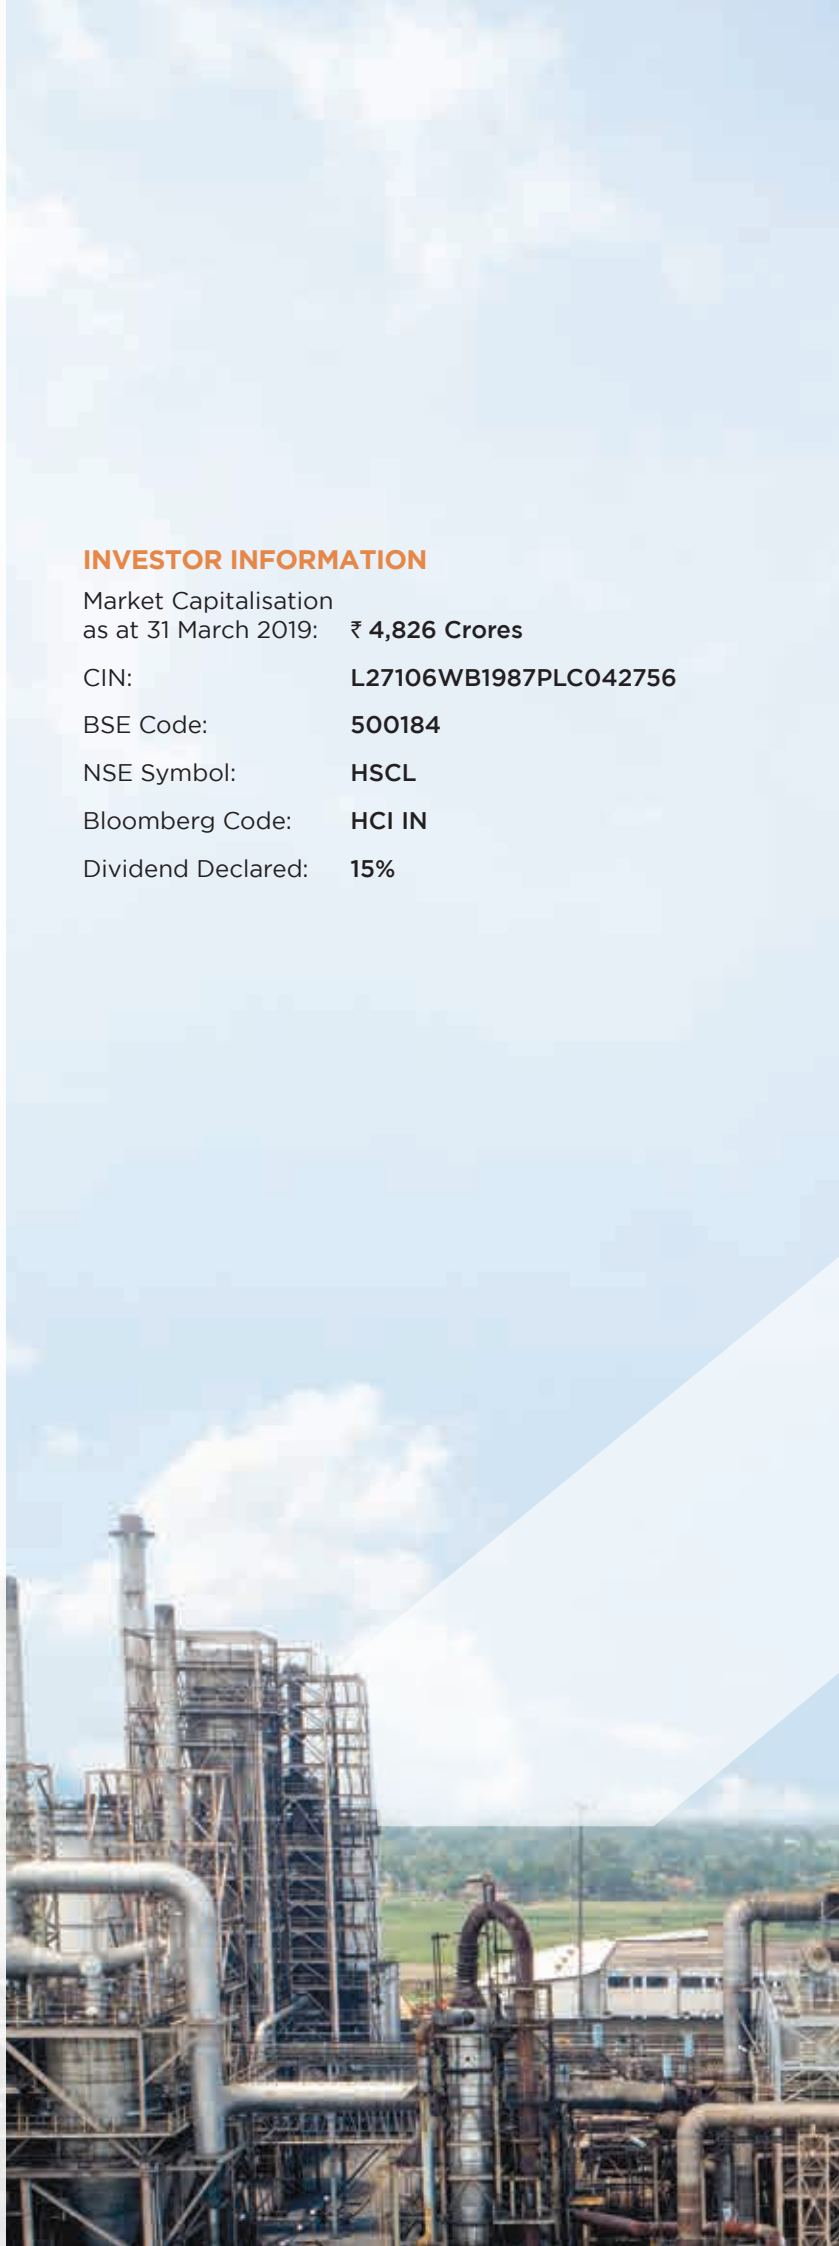 INVESTOR INFORMATION
Market Capitalisation
as at 31 March 2019: ₹ 4,826 Crores
CIN: L27106WB1987PLC042756
BSE Code: 500184
NSE Symbol: HSCL
Bloomberg Code: HCI IN
Dividend Declared: 15%